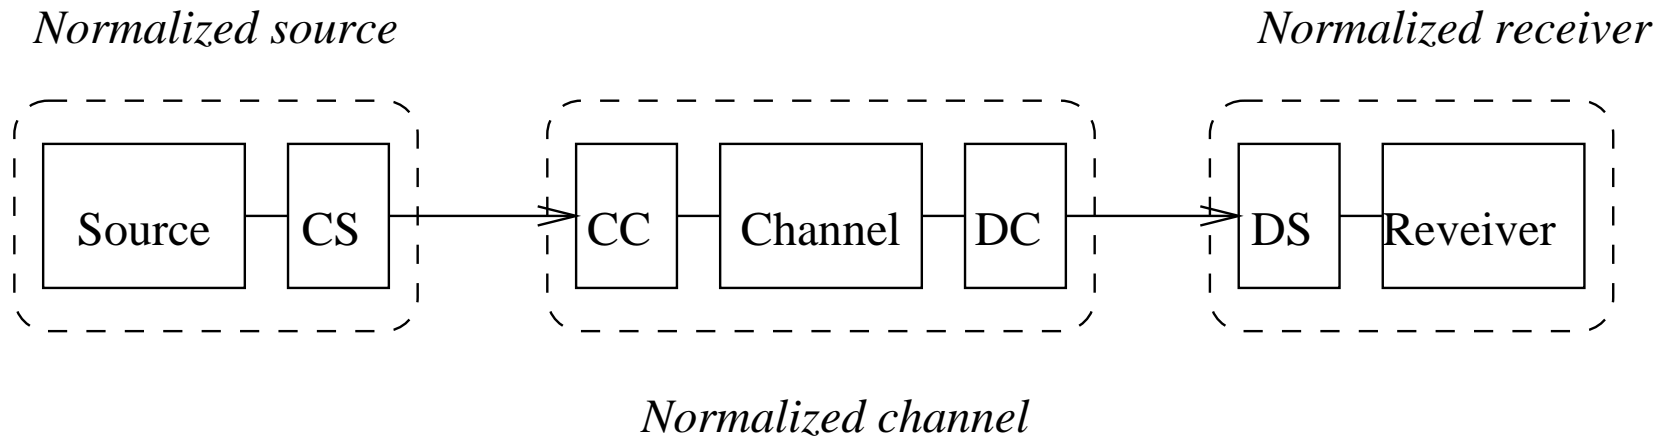 Normalized source
Normalized receiver
Source
CS
CC
Channel
DC
DS
Reveiver
Normalized channel